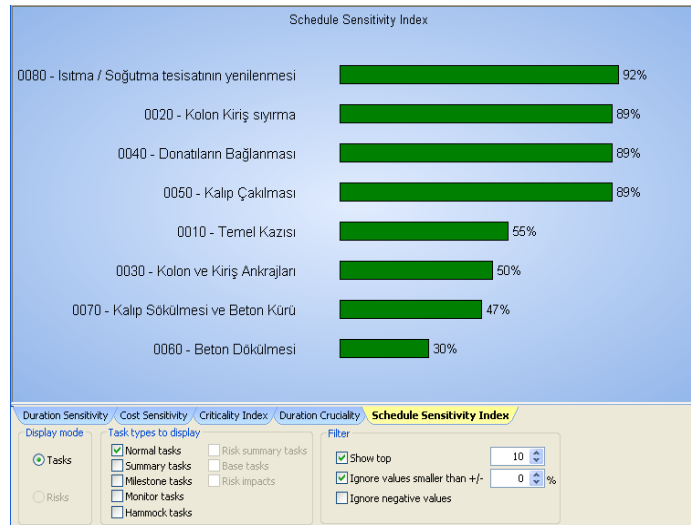 Schedule Sensitivity Index
0080 - Isıtma / Soğutma tesisatının yenilenmesi 92%
0020 - Kolon Kiriş sıyırma 89%
0040 - Donatıların Bağlanması 89%
0050 - Kalıp Çakılması 89%
0010 - Temel Kazısı 55%
0030 - Kolon ve Kiriş Ankrajları 50%
0070 - Kalıp Sökülmesi ve Beton Kürü 47%
0060 - Beton Dökülmesi 30%
Duration Sensitivity Cost Sensitivity Criticality Index Duration Cruciality Schedule Sensitivity Index
Display mode
Tasks
Risks
Task types to display
Normal tasks Risk summary tasks
Summary tasks Base tasks
Milestone tasks Risk impacts
Monitor tasks
Hammock tasks
Filter
Show top 10
Ignore values smaller than +/- 0 %
Ignore negative values